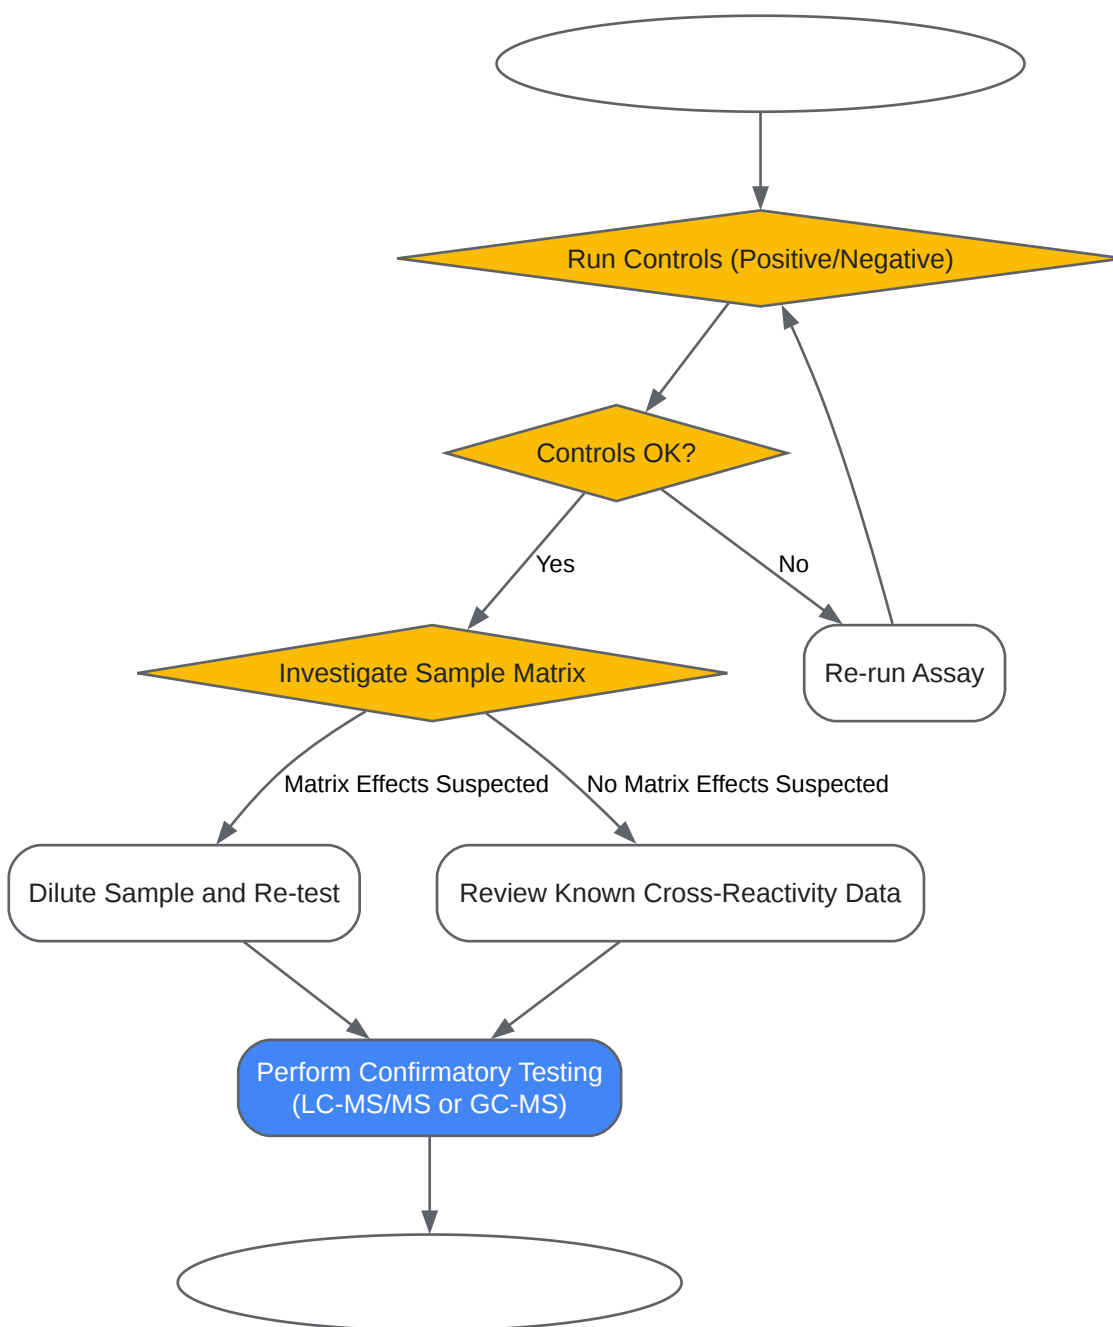 Run Controls (Positive/Negative)
Controls OK?
Yes
No
Investigate Sample Matrix
Re-run Assay
Matrix Effects Suspected
No Matrix Effects Suspected
Dilute Sample and Re-test
Review Known Cross-Reactivity Data
Perform Confirmatory Testing
(LC-MS/MS or GC-MS)